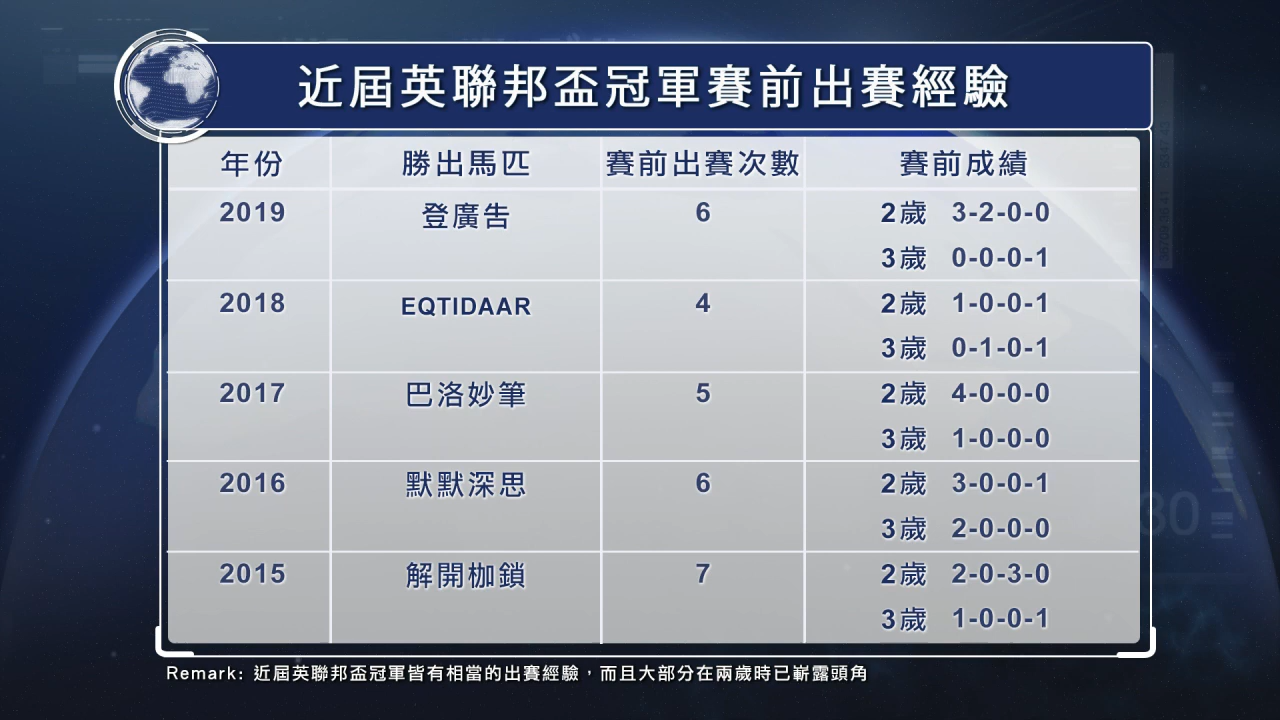 近屆英聯邦盃冠軍賽前出賽經驗
年份 勝出馬匹 賽前出賽次數 賽前成績
2019 登廣告 6 2歲 3-2-0-0
3歲 0-0-0-1
2018 EQTIDAAR 4 2歲 1-0-0-1
3歲 0-1-0-1
2017 巴洛妙筆 5 2歲 4-0-0-0
3歲 1-0-0-0
2016 默默深思 6 2歲 3-0-0-1
3歲 2-0-0-0
2015 解開枷鎖 7 2歲 2-0-3-0
3歲 1-0-0-1
Remark: 近屆英聯邦盃冠軍皆有相當的出賽經驗，而且大部分在兩歲時已嶄露頭角